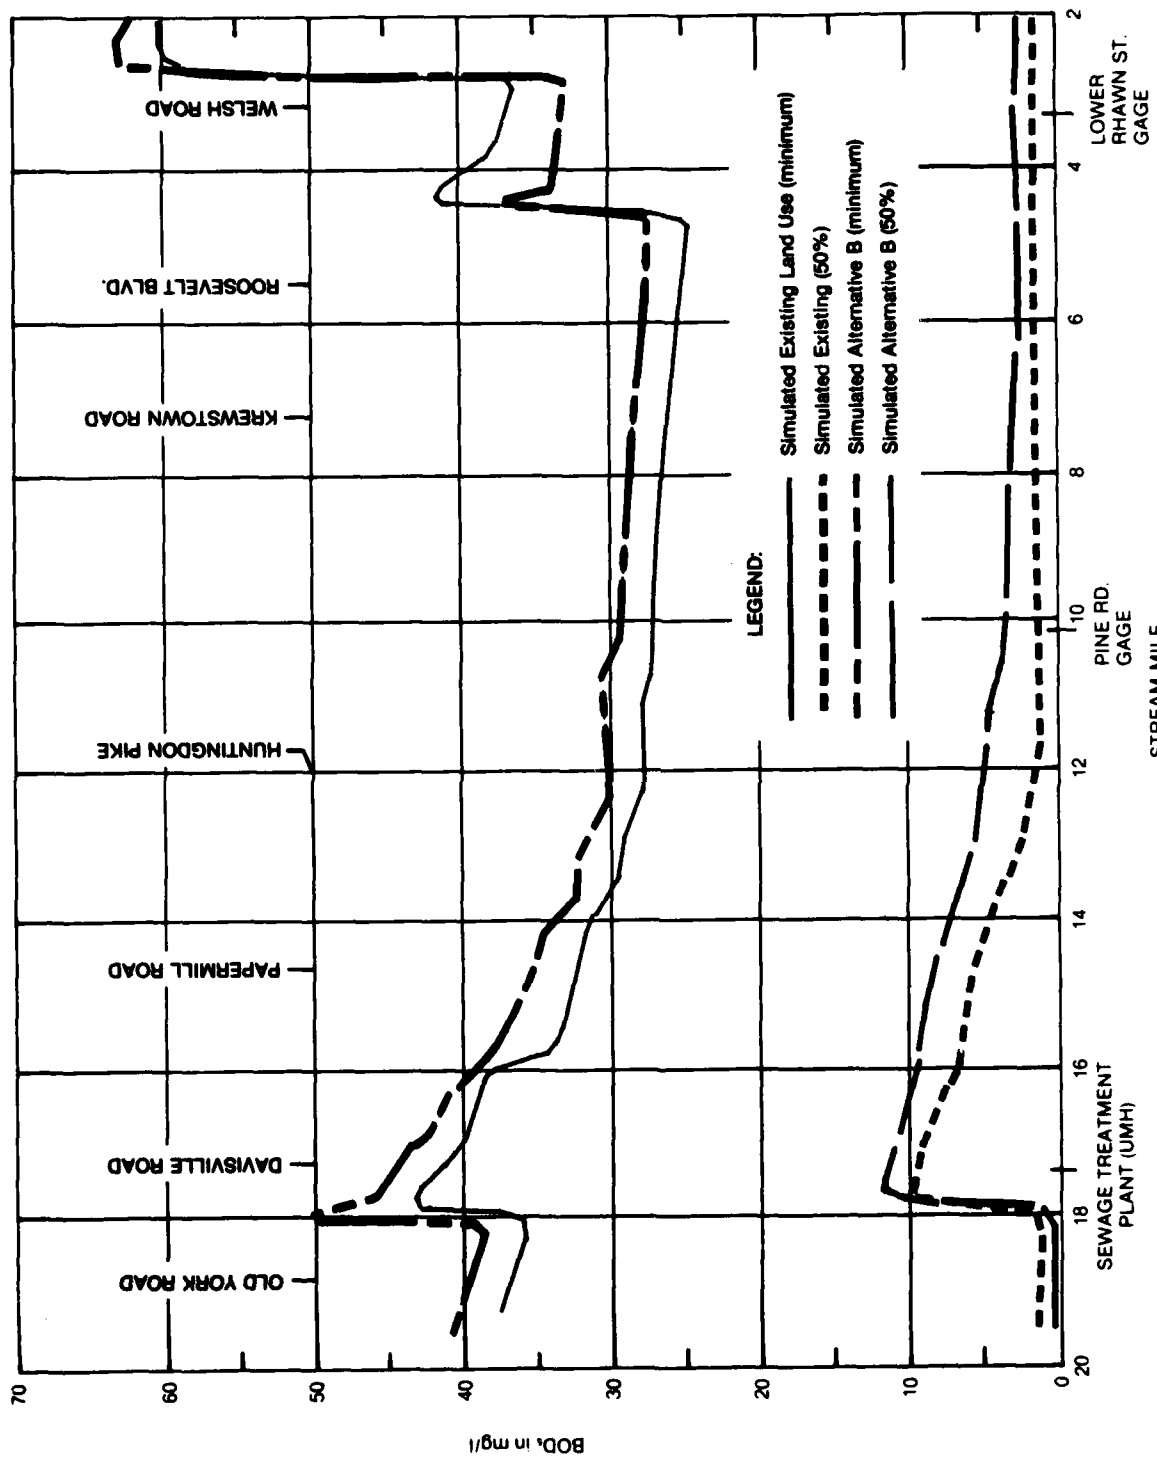 BOD₅ in mg/l
70
60
50
40
30
20
10
0
OLD YORK ROAD
DAVISVILLE ROAD
PAPERMILL ROAD
HUNTINGDON PIKE
KREWSTOWN ROAD
ROOSEVELT BLVD.
WELSH ROAD
LEGEND:
Simulated Existing Land Use (minimum)
Simulated Existing (50%)
Simulated Alternative B (minimum)
Simulated Alternative B (50%)
20
18
16
14
12
10
8
6
4
2
SEWAGE TREATMENT
PLANT (UMH)
PINE RD.
GAGE
LOWER
RHAWN ST.
GAGE
STREAM MILE